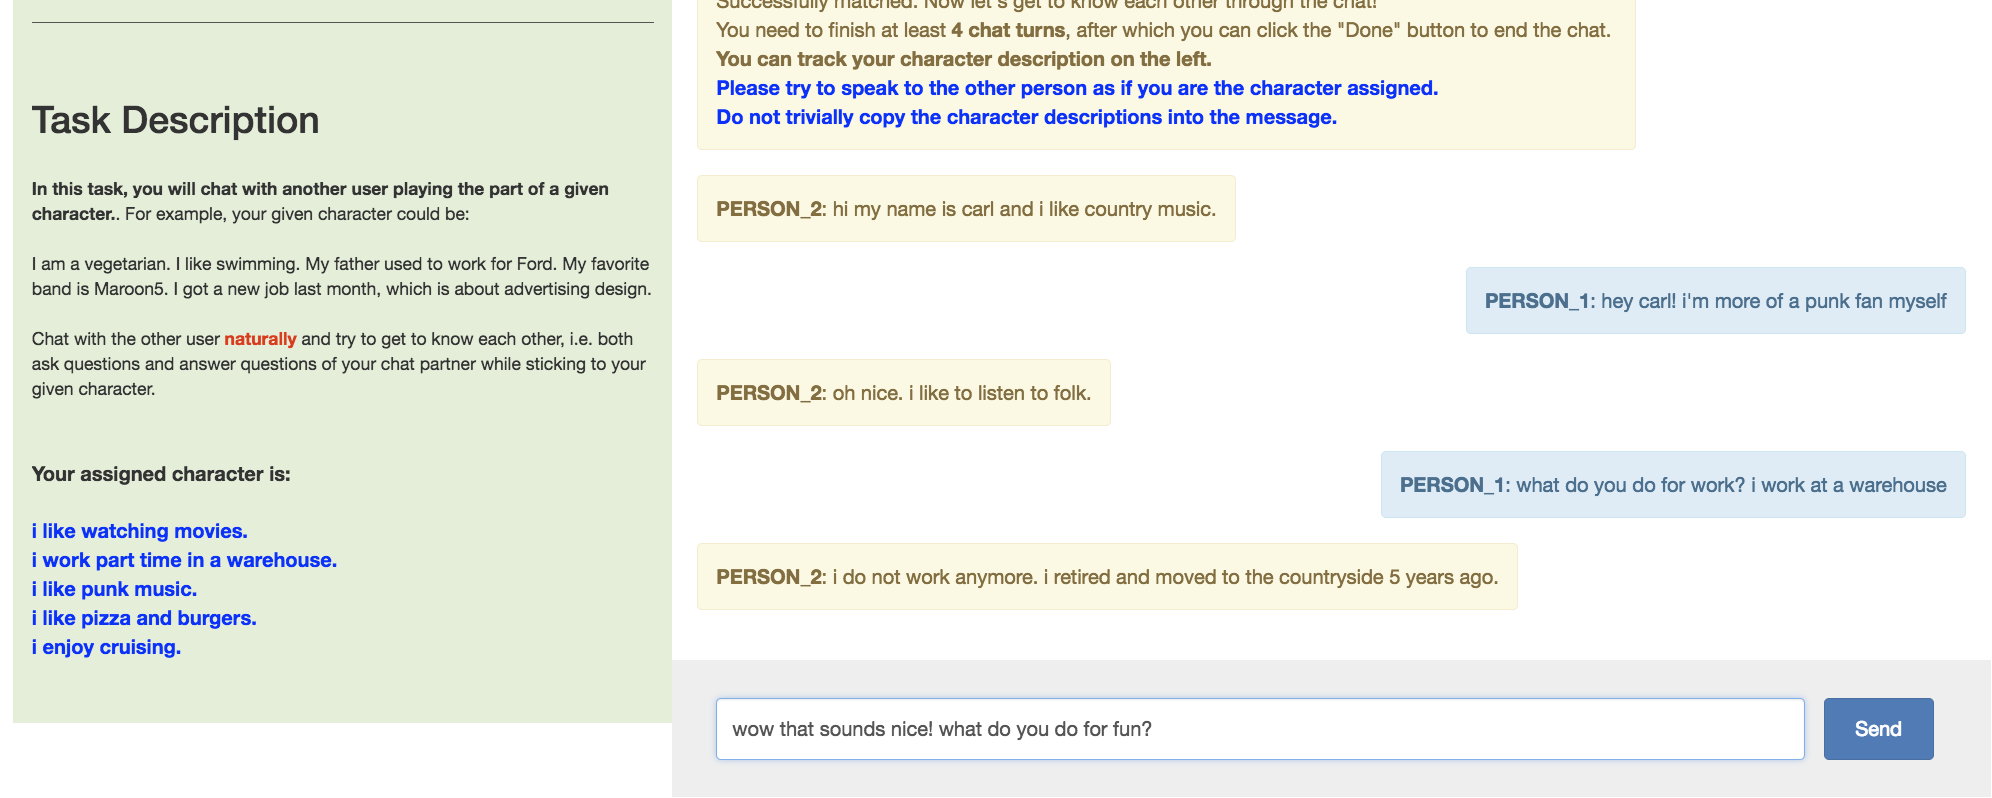 Task Description
In this task, you will chat with another user playing the part of a given
character.. For example, your given character could be:
I am a vegetarian. I like swimming. My father used to work for Ford. My favorite
band is Maroon5. I got a new job last month, which is about advertising design.
Chat with the other user naturally and try to get to know each other, i.e. both
ask questions and answer questions of your chat partner while sticking to your
given character.
Your assigned character is:
i like watching movies.
i work part time in a warehouse.
i like punk music.
i like pizza and burgers.
i enjoy cruising.
Successfully matched. Now let's get to know each other through the chat!
You need to finish at least 4 chat turns, after which you can click the "Done" button to end the chat.
You can track your character description on the left.
Please try to speak to the other person as if you are the character assigned.
Do not trivially copy the character descriptions into the message.
PERSON_2: hi my name is carl and i like country music.
PERSON_1: hey carl! i'm more of a punk fan myself
PERSON_2: oh nice. i like to listen to folk.
PERSON_1: what do you do for work? i work at a warehouse
PERSON_2: i do not work anymore. i retired and moved to the countryside 5 years ago.
wow that sounds nice! what do you do for fun?
Send